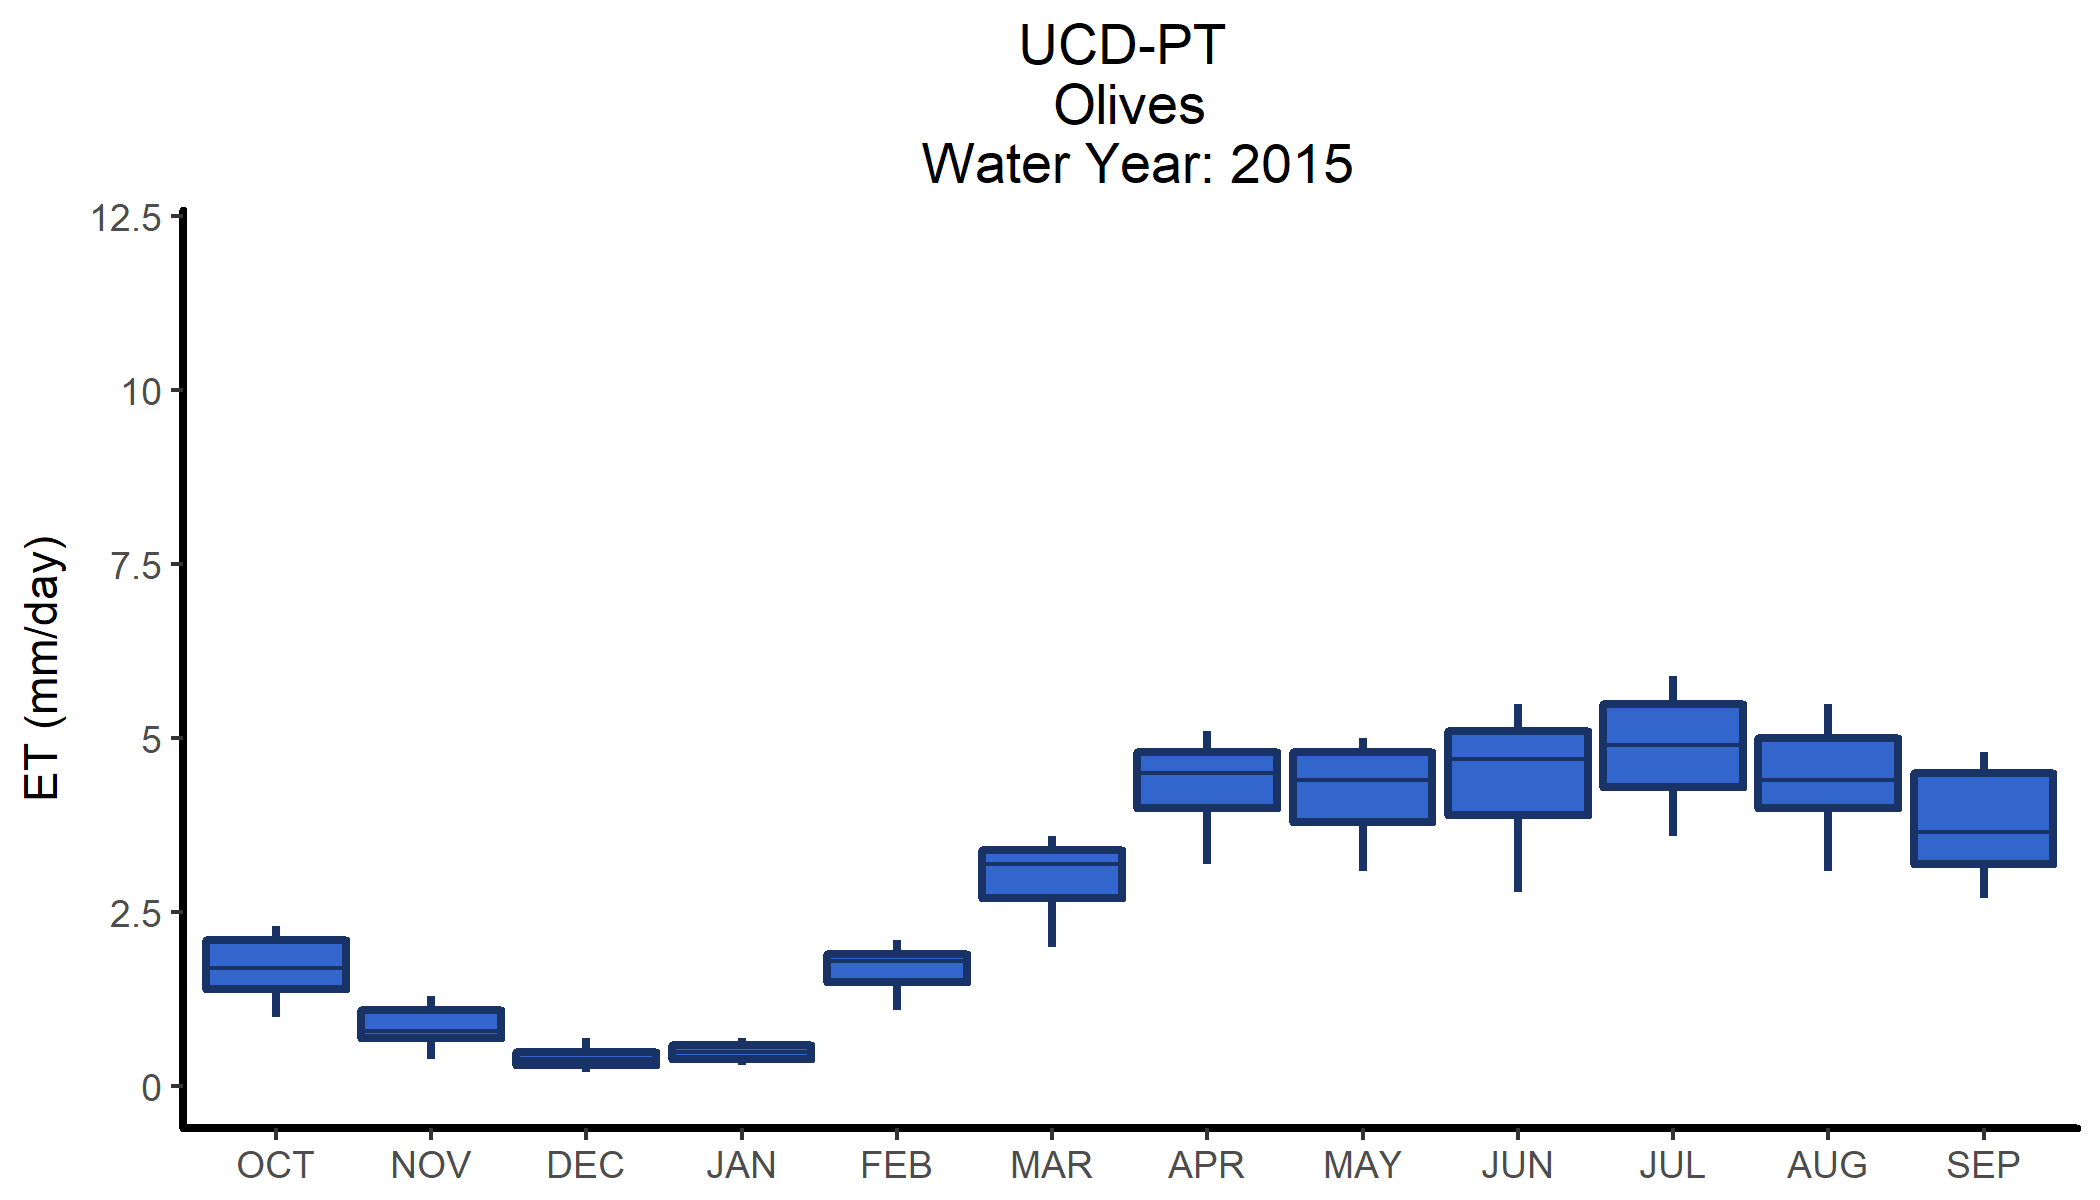 UCD-PT
Olives
Water Year: 2015
12.5
10
7.5
5
2.5
0
ET (mm/day)
OCT NOV DEC JAN FEB MAR APR MAY JUN JUL AUG SEP